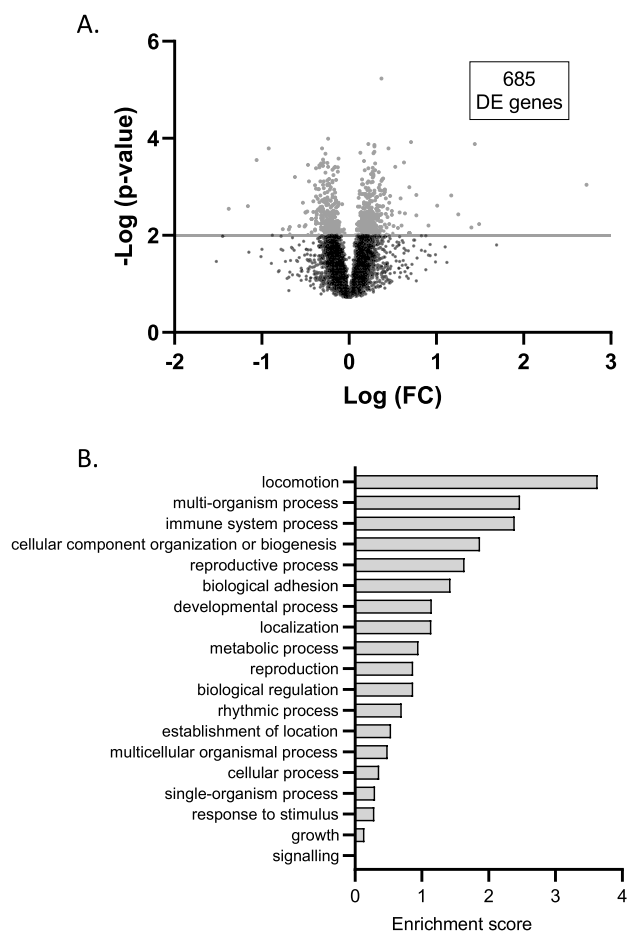 A.
6
4
2
0
-Log (p-value)
685
DE genes
-2 -1 0 1 2 3
Log (FC)
B.
locomotion
multi-organism process
immune system process
cellular component organization or biogenesis
reproductive process
biological adhesion
developmental process
localization
metabolic process
reproduction
biological regulation
rhythmic process
establishment of location
multicellular organismal process
cellular process
single-organism process
response to stimulus
growth
signalling
0 1 2 3 4
Enrichment score